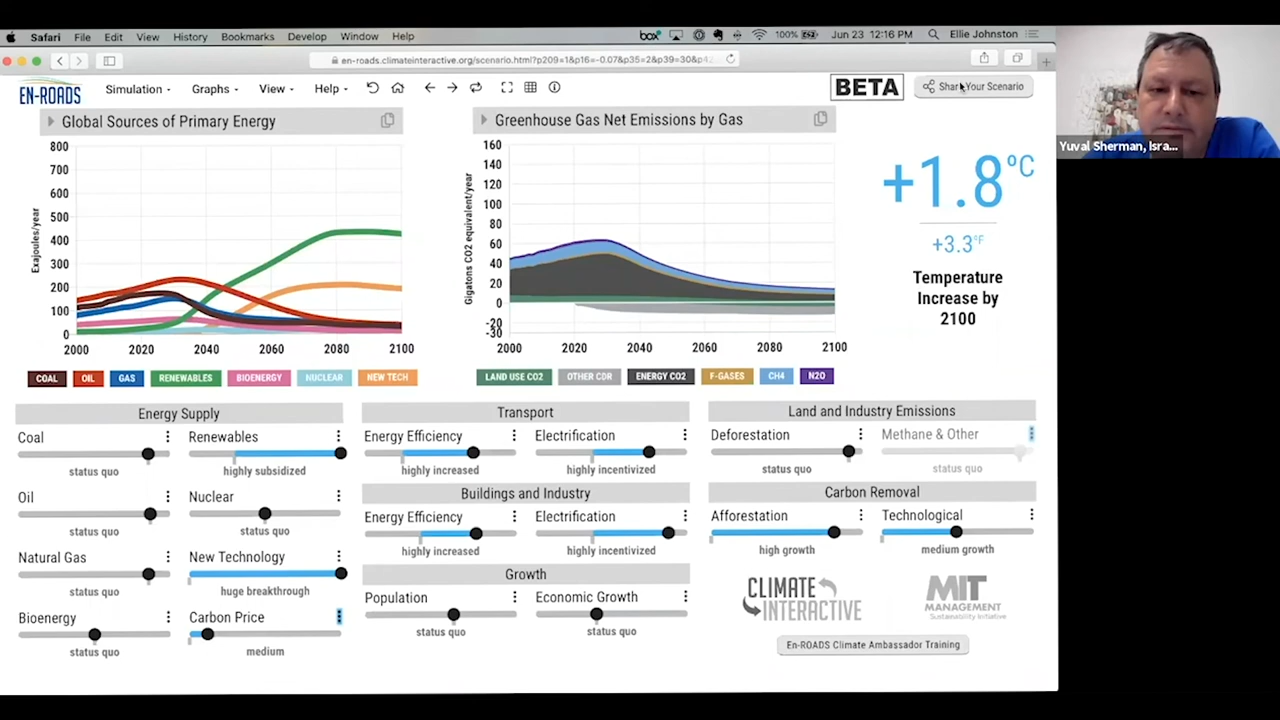 Safari File Edit View History Bookmarks Develop Window Help box 100% Jun 23 12:16 PM Ellie Johnston
en-roads.climateinteractive.org/scenario.html?p209=1&p16=-0.07&p35=2&p39=30&p4
EN-ROADS Simulation Graphs View Help BETA Share Your Scenario
Global Sources of Primary Energy
800
700
600
500
400
300
200
100
0
Exajoules/year
2000 2020 2040 2060 2080 2100
COAL OIL GAS RENEWABLES BIOENERGY NUCLEAR NEW TECH
Greenhouse Gas Net Emissions by Gas
160
140
120
100
80
60
40
20
0
-20
-30
Gigatons CO2 equivalent/year
2000 2020 2040 2060 2080 2100
LAND USE CO2 OTHER CDR ENERGY CO2 F-GASES CH4 N2O
+1.8 ºC
+3.3 ºF
Temperature
Increase by
2100
Yuval Sherman, Isra...
Energy Supply
Coal
status quo
Renewables
highly subsidized
Oil
status quo
Nuclear
status quo
Natural Gas
status quo
New Technology
huge breakthrough
Bioenergy
status quo
Carbon Price
medium
Transport
Energy Efficiency
highly increased
Electrification
highly incentivized
Buildings and Industry
Energy Efficiency
highly increased
Electrification
highly incentivized
Growth
Population
status quo
Economic Growth
status quo
Land and Industry Emissions
Deforestation
status quo
Methane & Other
status quo
Carbon Removal
Afforestation
high growth
Technological
medium growth
CLIMATE
INTERACTIVE
MIT
MANAGEMENT
Sustainability Initiative
En-ROADS Climate Ambassador Training